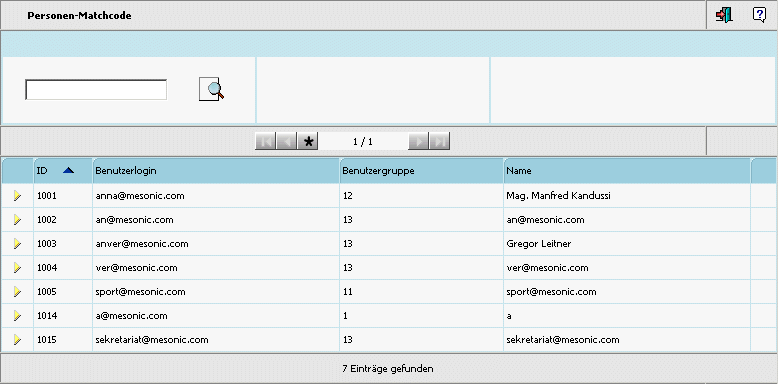 Personen-Matchcode
1 / 1
ID Benutzerlogin Benutzergruppe Name
1001 anna@mesonic.com 12 Mag. Manfred Kandussi
1002 an@mesonic.com 13 an@mesonic.com
1003 anver@mesonic.com 13 Gregor Leitner
1004 ver@mesonic.com 13 ver@mesonic.com
1005 sport@mesonic.com 11 sport@mesonic.com
1014 a@mesonic.com 1 a
1015 sekretariat@mesonic.com 13 sekretariat@mesonic.com
7 Einträge gefunden